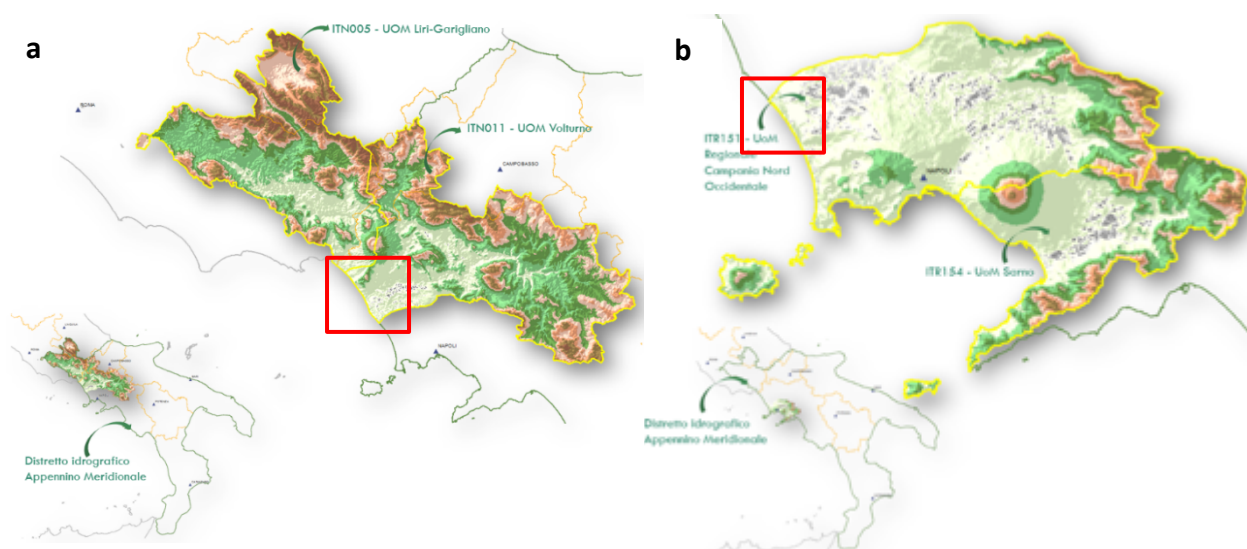 a
ITN005 - UOM Liri-Garigliano
ROMA
ITN011 - UOM Volturno
CAMPOBASSO
NAPOLI
Distretto idrografico
Appennino Meridionale
b
ITR151 - UoM
Regionale
Campania Nord
Occidentale
NAPOLI
ITR154 - UoM Sarno
Distretto idrografico
Appennino Meridionale